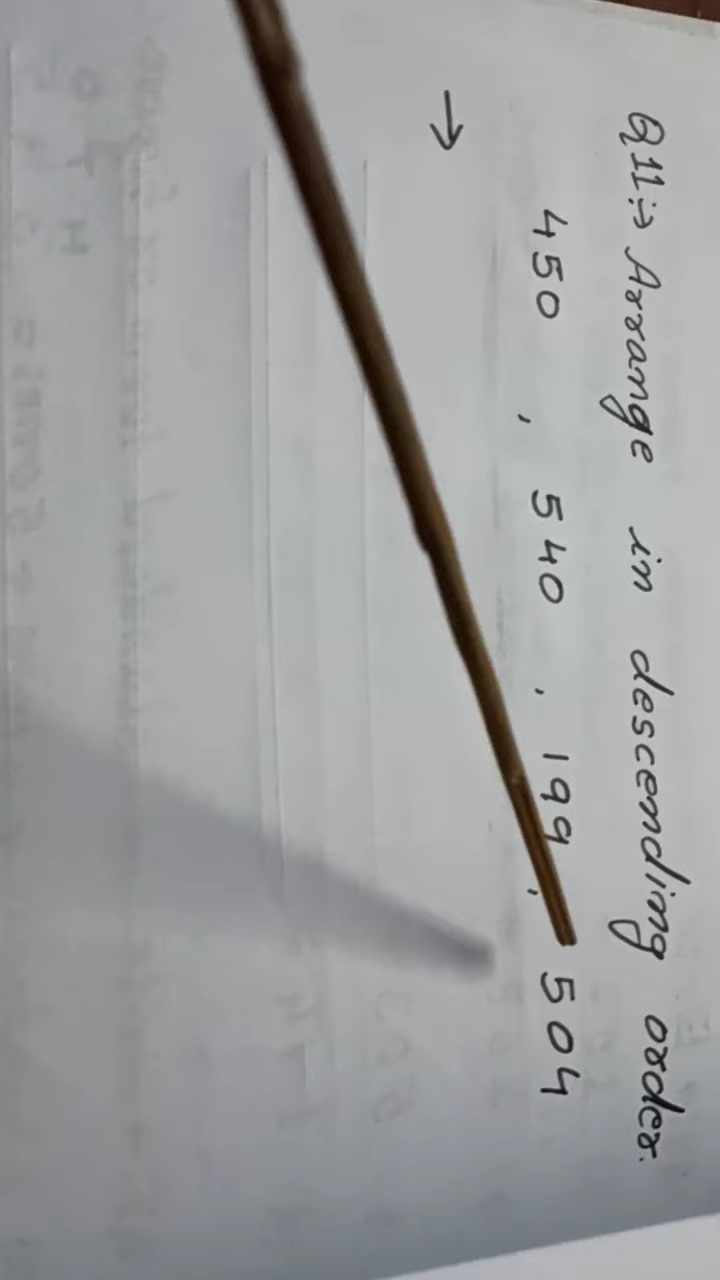 Q11:→ Arrange in descending order.
450 , 540 , 199 , 504
→